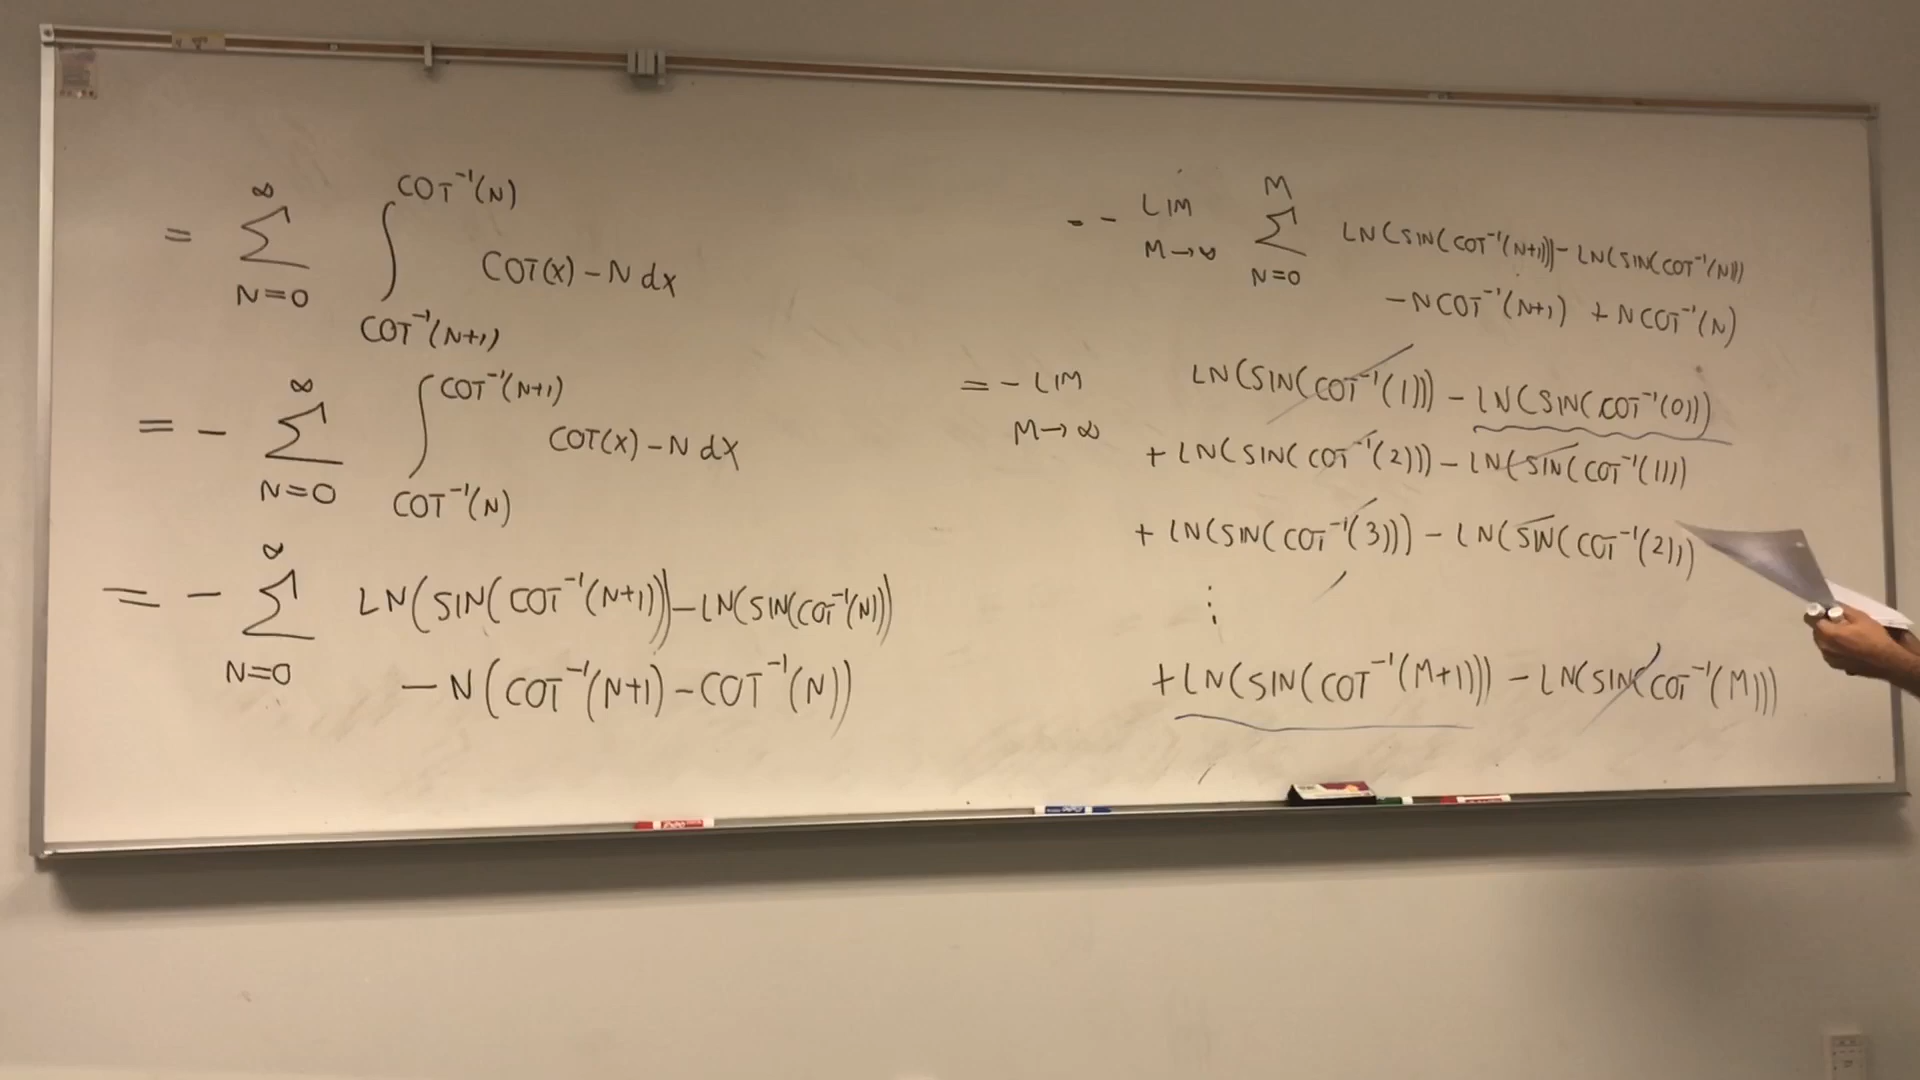 = ∞ Σ N=0 ∫ COT⁻¹(N) COT⁻¹(N+1) COT(x) - N dx
= - ∞ Σ N=0 ∫ COT⁻¹(N+1) COT⁻¹(N) COT(x) - N dx
= - ∞ Σ N=0 LN(SIN(COT⁻¹(N+1))) - LN(SIN(COT⁻¹(N)))
- N(COT⁻¹(N+1) - COT⁻¹(N))
= - LIM M→∞ M Σ N=0 LN(SIN(COT⁻¹(N+1))) - LN(SIN(COT⁻¹(N)))
- NCOT⁻¹(N+1) + NCOT⁻¹(N)
= - LIM M→∞ LN(SIN(COT⁻¹(1))) - LN(SIN(COT⁻¹(0)))
+ LN(SIN(COT⁻¹(2))) - LN(SIN(COT⁻¹(1)))
+ LN(SIN(COT⁻¹(3))) - LN(SIN(COT⁻¹(2)))
⋮
+ LN(SIN(COT⁻¹(M+1))) - LN(SIN(COT⁻¹(M)))